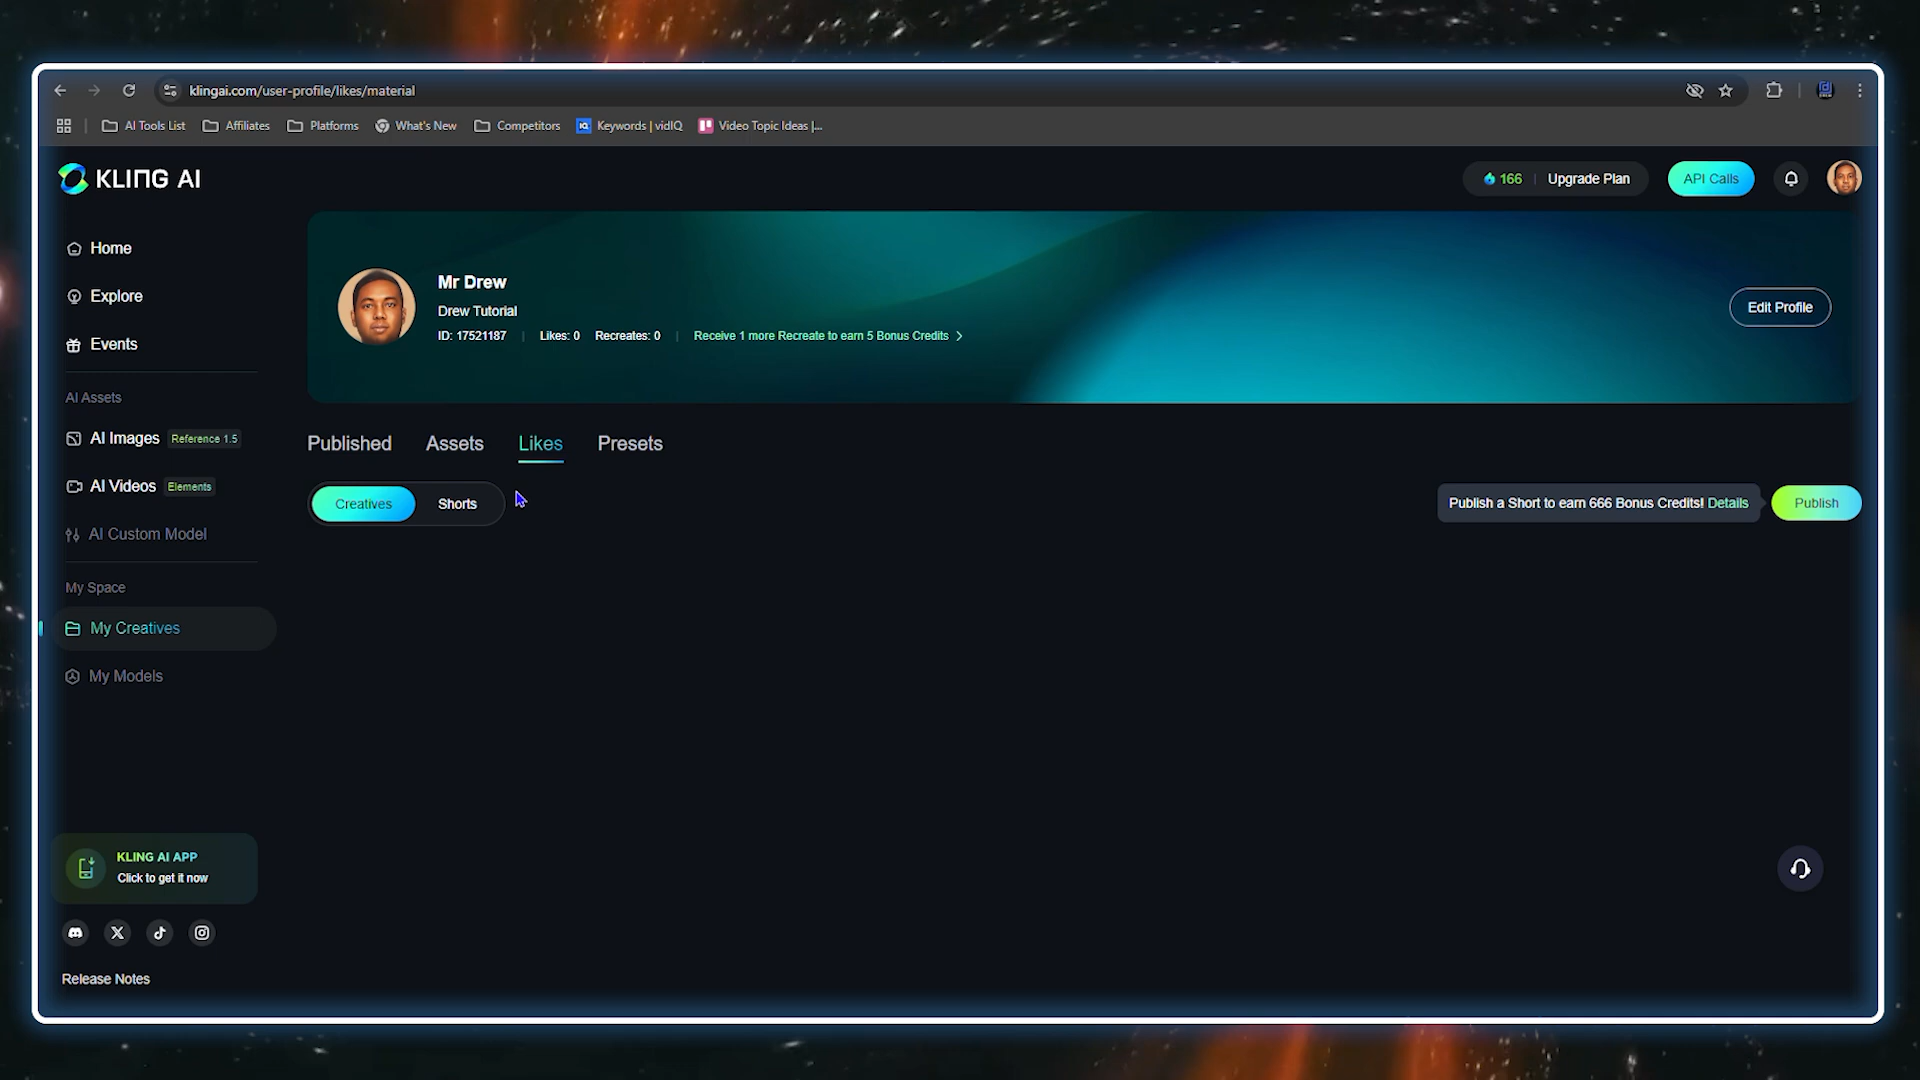 klingai.com/user-profile/likes/material
AI Tools List
Affiliates
Platforms
What's New
Competitors
Keywords | vidIQ
Video Topic Ideas |...
KLING AI
166
Upgrade Plan
API Calls
Home
Explore
Events
AI Assets
AI Images Reference 1.5
AI Videos Elements
AI Custom Model
My Space
My Creatives
My Models
KLING AI APP
Click to get it now
Release Notes
Mr Drew
Drew Tutorial
ID: 17521187 | Likes: 0 Recreates: 0 | Receive 1 more Recreate to earn 5 Bonus Credits >
Edit Profile
Published Assets Likes Presets
Creatives Shorts
Publish a Short to earn 666 Bonus Credits! Details
Publish